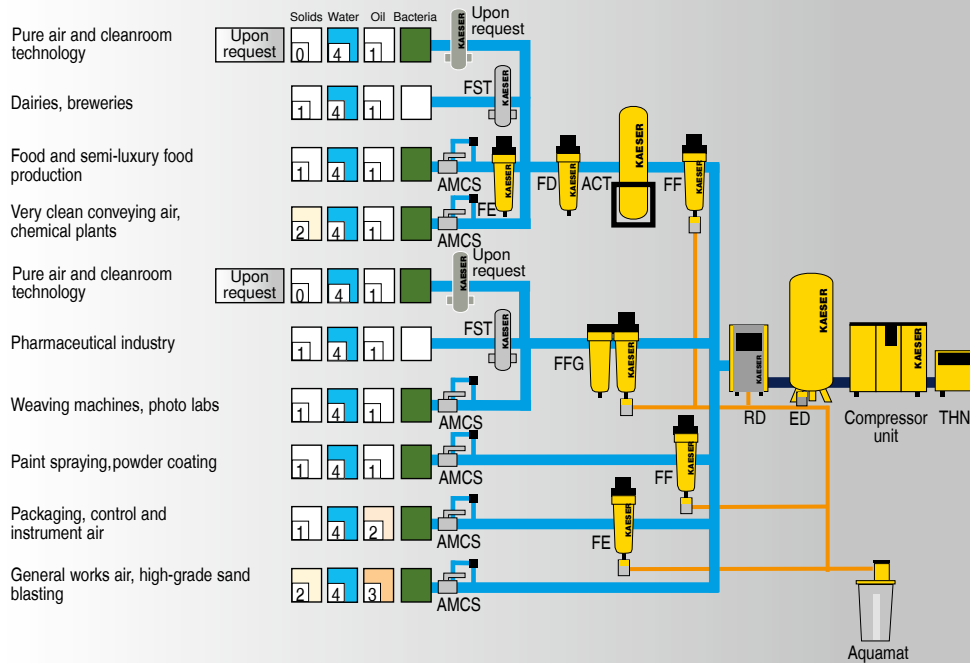 Solids Water Oil Bacteria
Pure air and cleanroom
technology
Upon
request
0 4 1
Upon
request
KAESER
Dairies, breweries
1 4 1
FST
KAESER
Food and semi-luxury food
production
1 4 1
AMCS
KAESER
FE
FD
KAESER
ACT
KAESER
FF
KAESER
Very clean conveying air,
chemical plants
2 4 1
AMCS
Pure air and cleanroom
technology
Upon
request
0 4 1
Upon
request
KAESER
Pharmaceutical industry
1 4 1
FST
KAESER
FFG
KAESER
KAESER
RD
KAESER
ED
KAESER
Compressor
unit
KAESER
THN
Weaving machines, photo labs
1 4 1
AMCS
Paint spraying,powder coating
1 4 1
AMCS
FF
KAESER
Packaging, control and
instrument air
1 4 2
AMCS
FE
KAESER
General works air, high-grade sand
blasting
2 4 3
AMCS
Aquamat